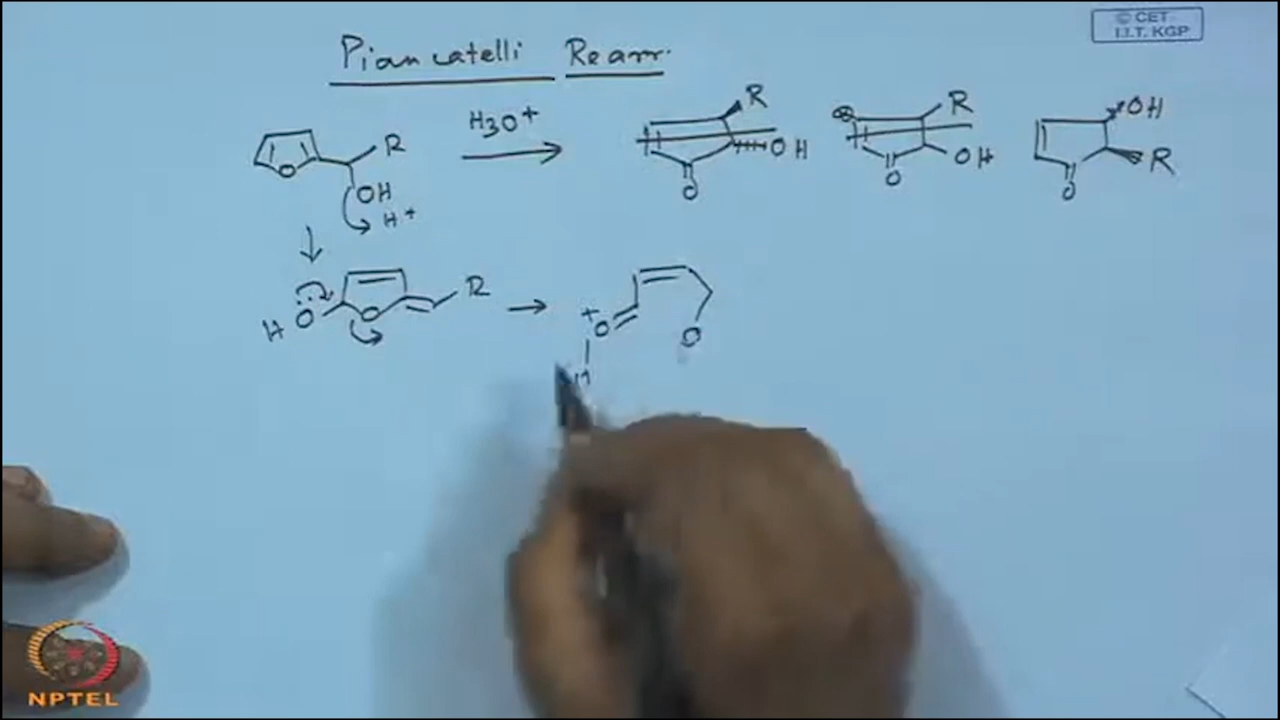 © CET
I.I.T. KGP
Piancatelli Rearr.
H3O+
R
OH
H+
O
R
OH
O
⊕
R
OH
O
OH
R
O
H O
O
R
+
O
H
O
NPTEL